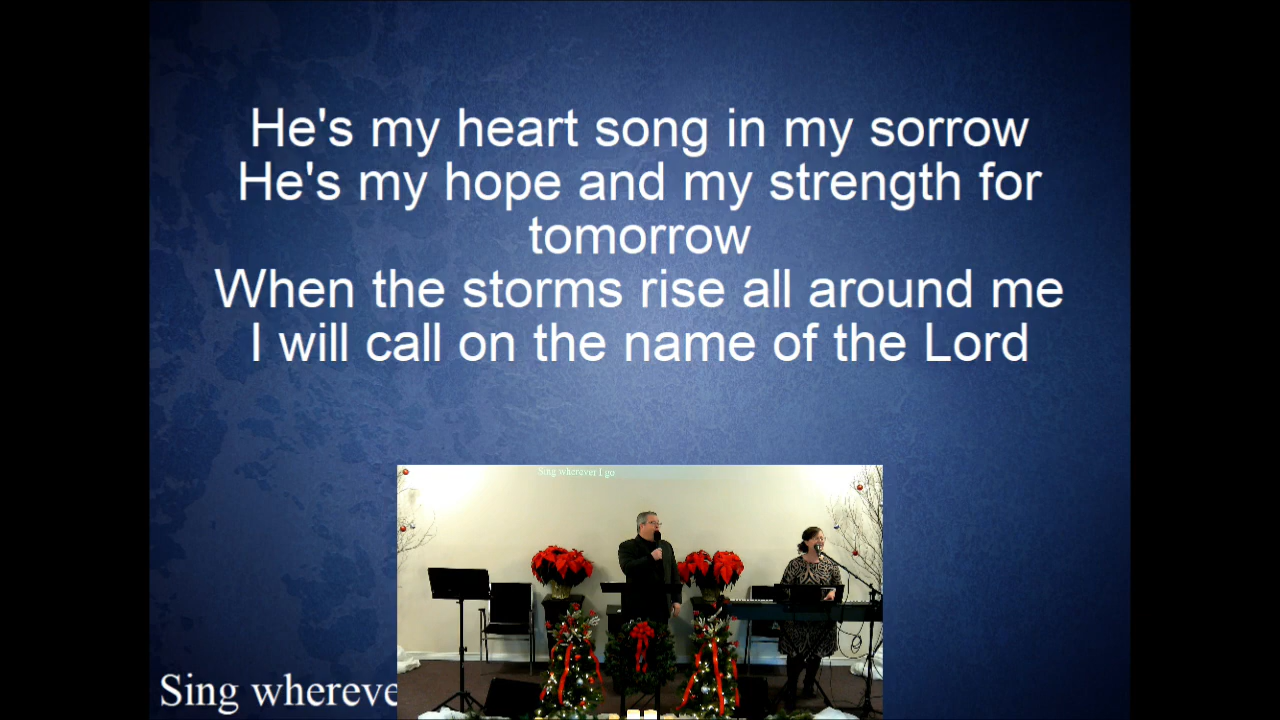 He's my heart song in my sorrow
He's my hope and my strength for
tomorrow
When the storms rise all around me
I will call on the name of the Lord
Sing wherever I go
Sing whereve